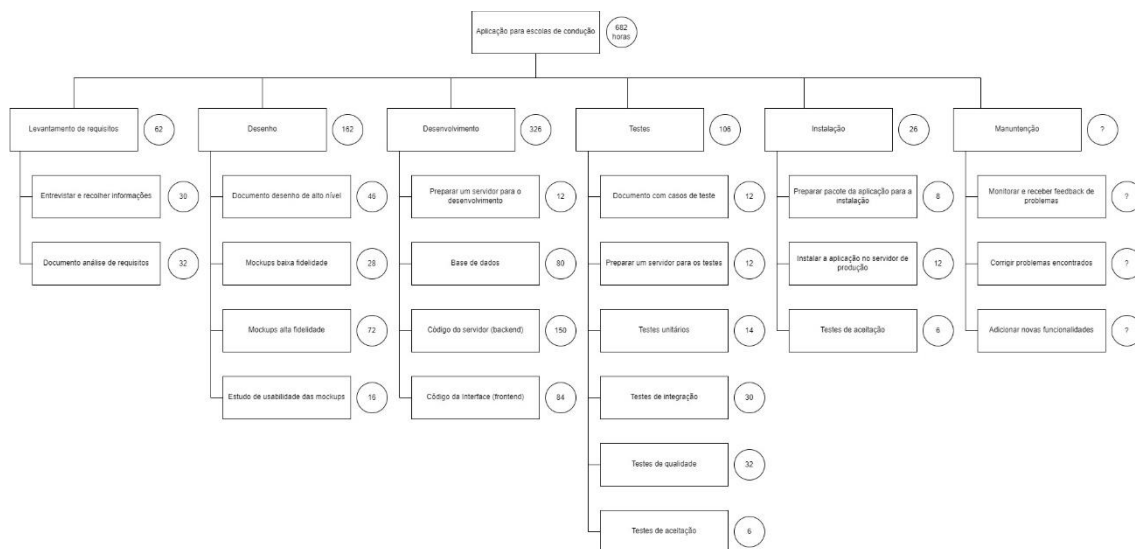 Aplicação para escolas de condução
682
horas
Levantamento de requisitos
62
Desenho
162
Desenvolvimento
326
Testes
106
Instalação
26
Manuntenção
?
Entrevistar e recolher informações
30
Documento análise de requisitos
32
Documento desenho de alto nível
46
Mockups baixa fidelidade
28
Mockups alta fidelidade
72
Estudo de usabilidade das mockups
16
Preparar um servidor para o
desenvolvimento
12
Base de dados
80
Código do servidor (backend)
150
Código da Interface (frontend)
84
Documento com casos de teste
12
Preparar um servidor para os testes
12
Testes unitários
14
Testes de integração
30
Testes de qualidade
32
Testes de aceitação
6
Preparar pacote da aplicação para a
instalação
8
Instalar a aplicação no servidor de
produção
12
Testes de aceitação
6
Monitorar e receber feedback de
problemas
?
Corrigir problemas encontrados
?
Adicionar novas funcionalidades
?